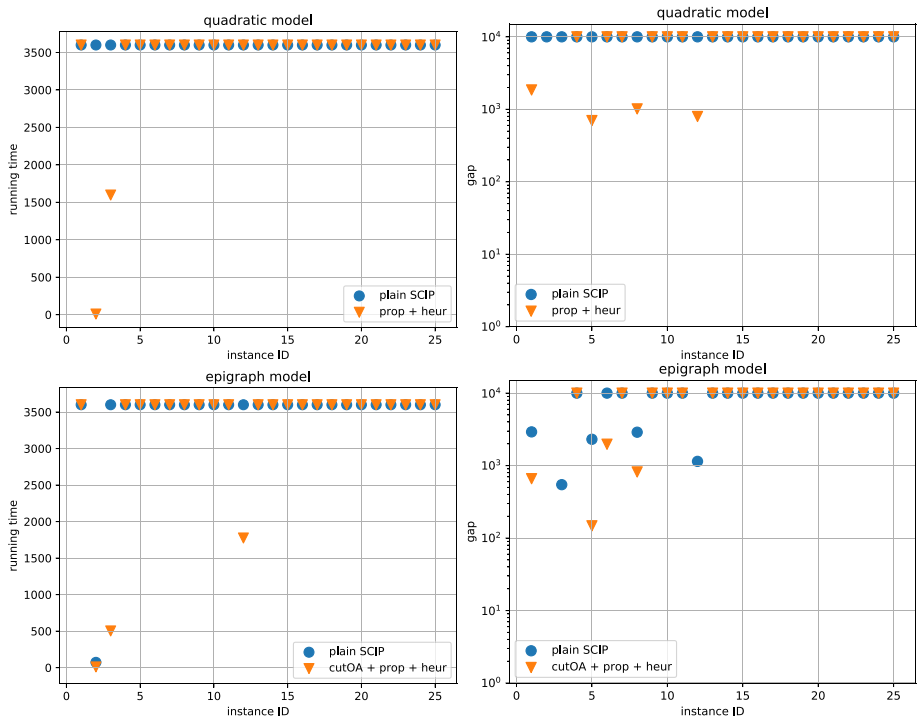 quadratic model
3500
3000
2500
2000
1500
1000
500
0
running time
0 5 10 15 20 25
instance ID
plain SCIP
prop + heur
quadratic model
10^4
10^3
10^2
10^1
10^0
gap
0 5 10 15 20 25
instance ID
plain SCIP
prop + heur
epigraph model
3500
3000
2500
2000
1500
1000
500
0
running time
0 5 10 15 20 25
instance ID
plain SCIP
cutOA + prop + heur
epigraph model
10^4
10^3
10^2
10^1
10^0
gap
0 5 10 15 20 25
instance ID
plain SCIP
cutOA + prop + heur